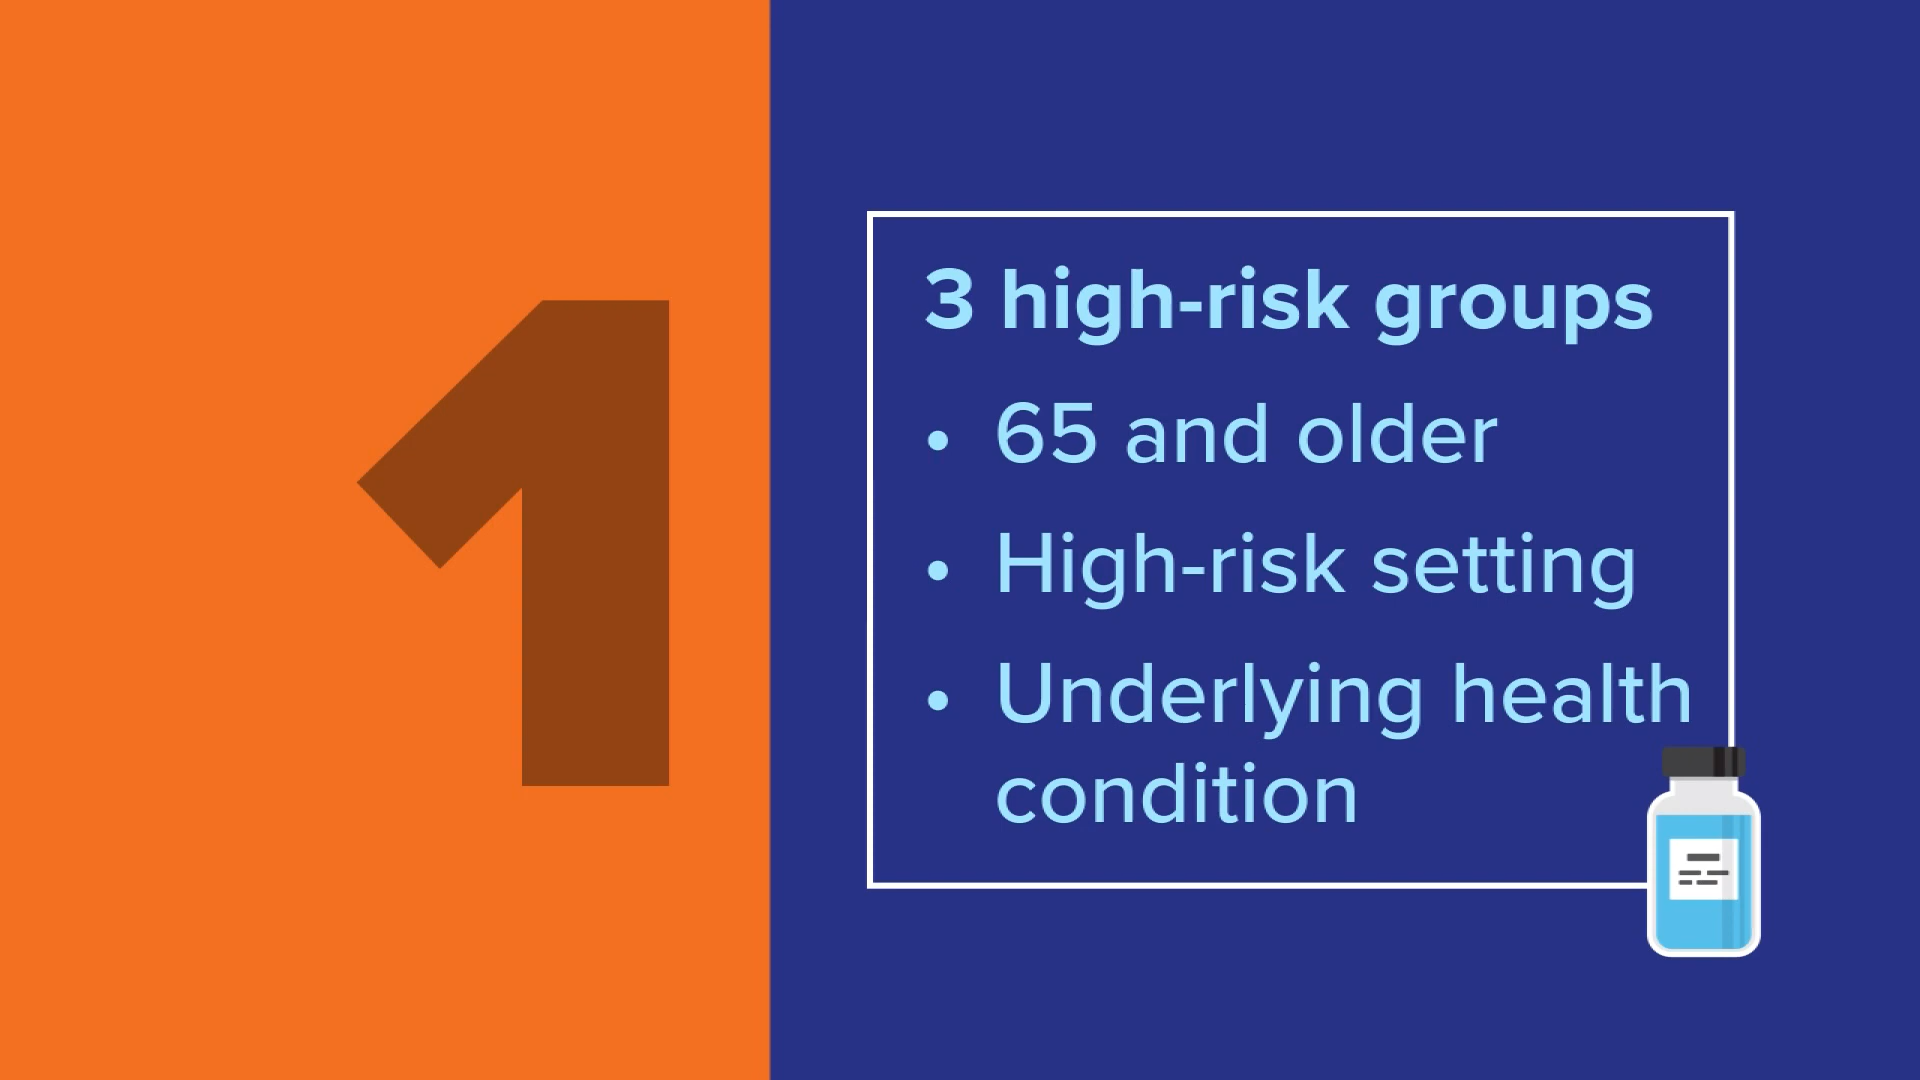 1
3 high-risk groups
• 65 and older
• High-risk setting
• Underlying health
condition